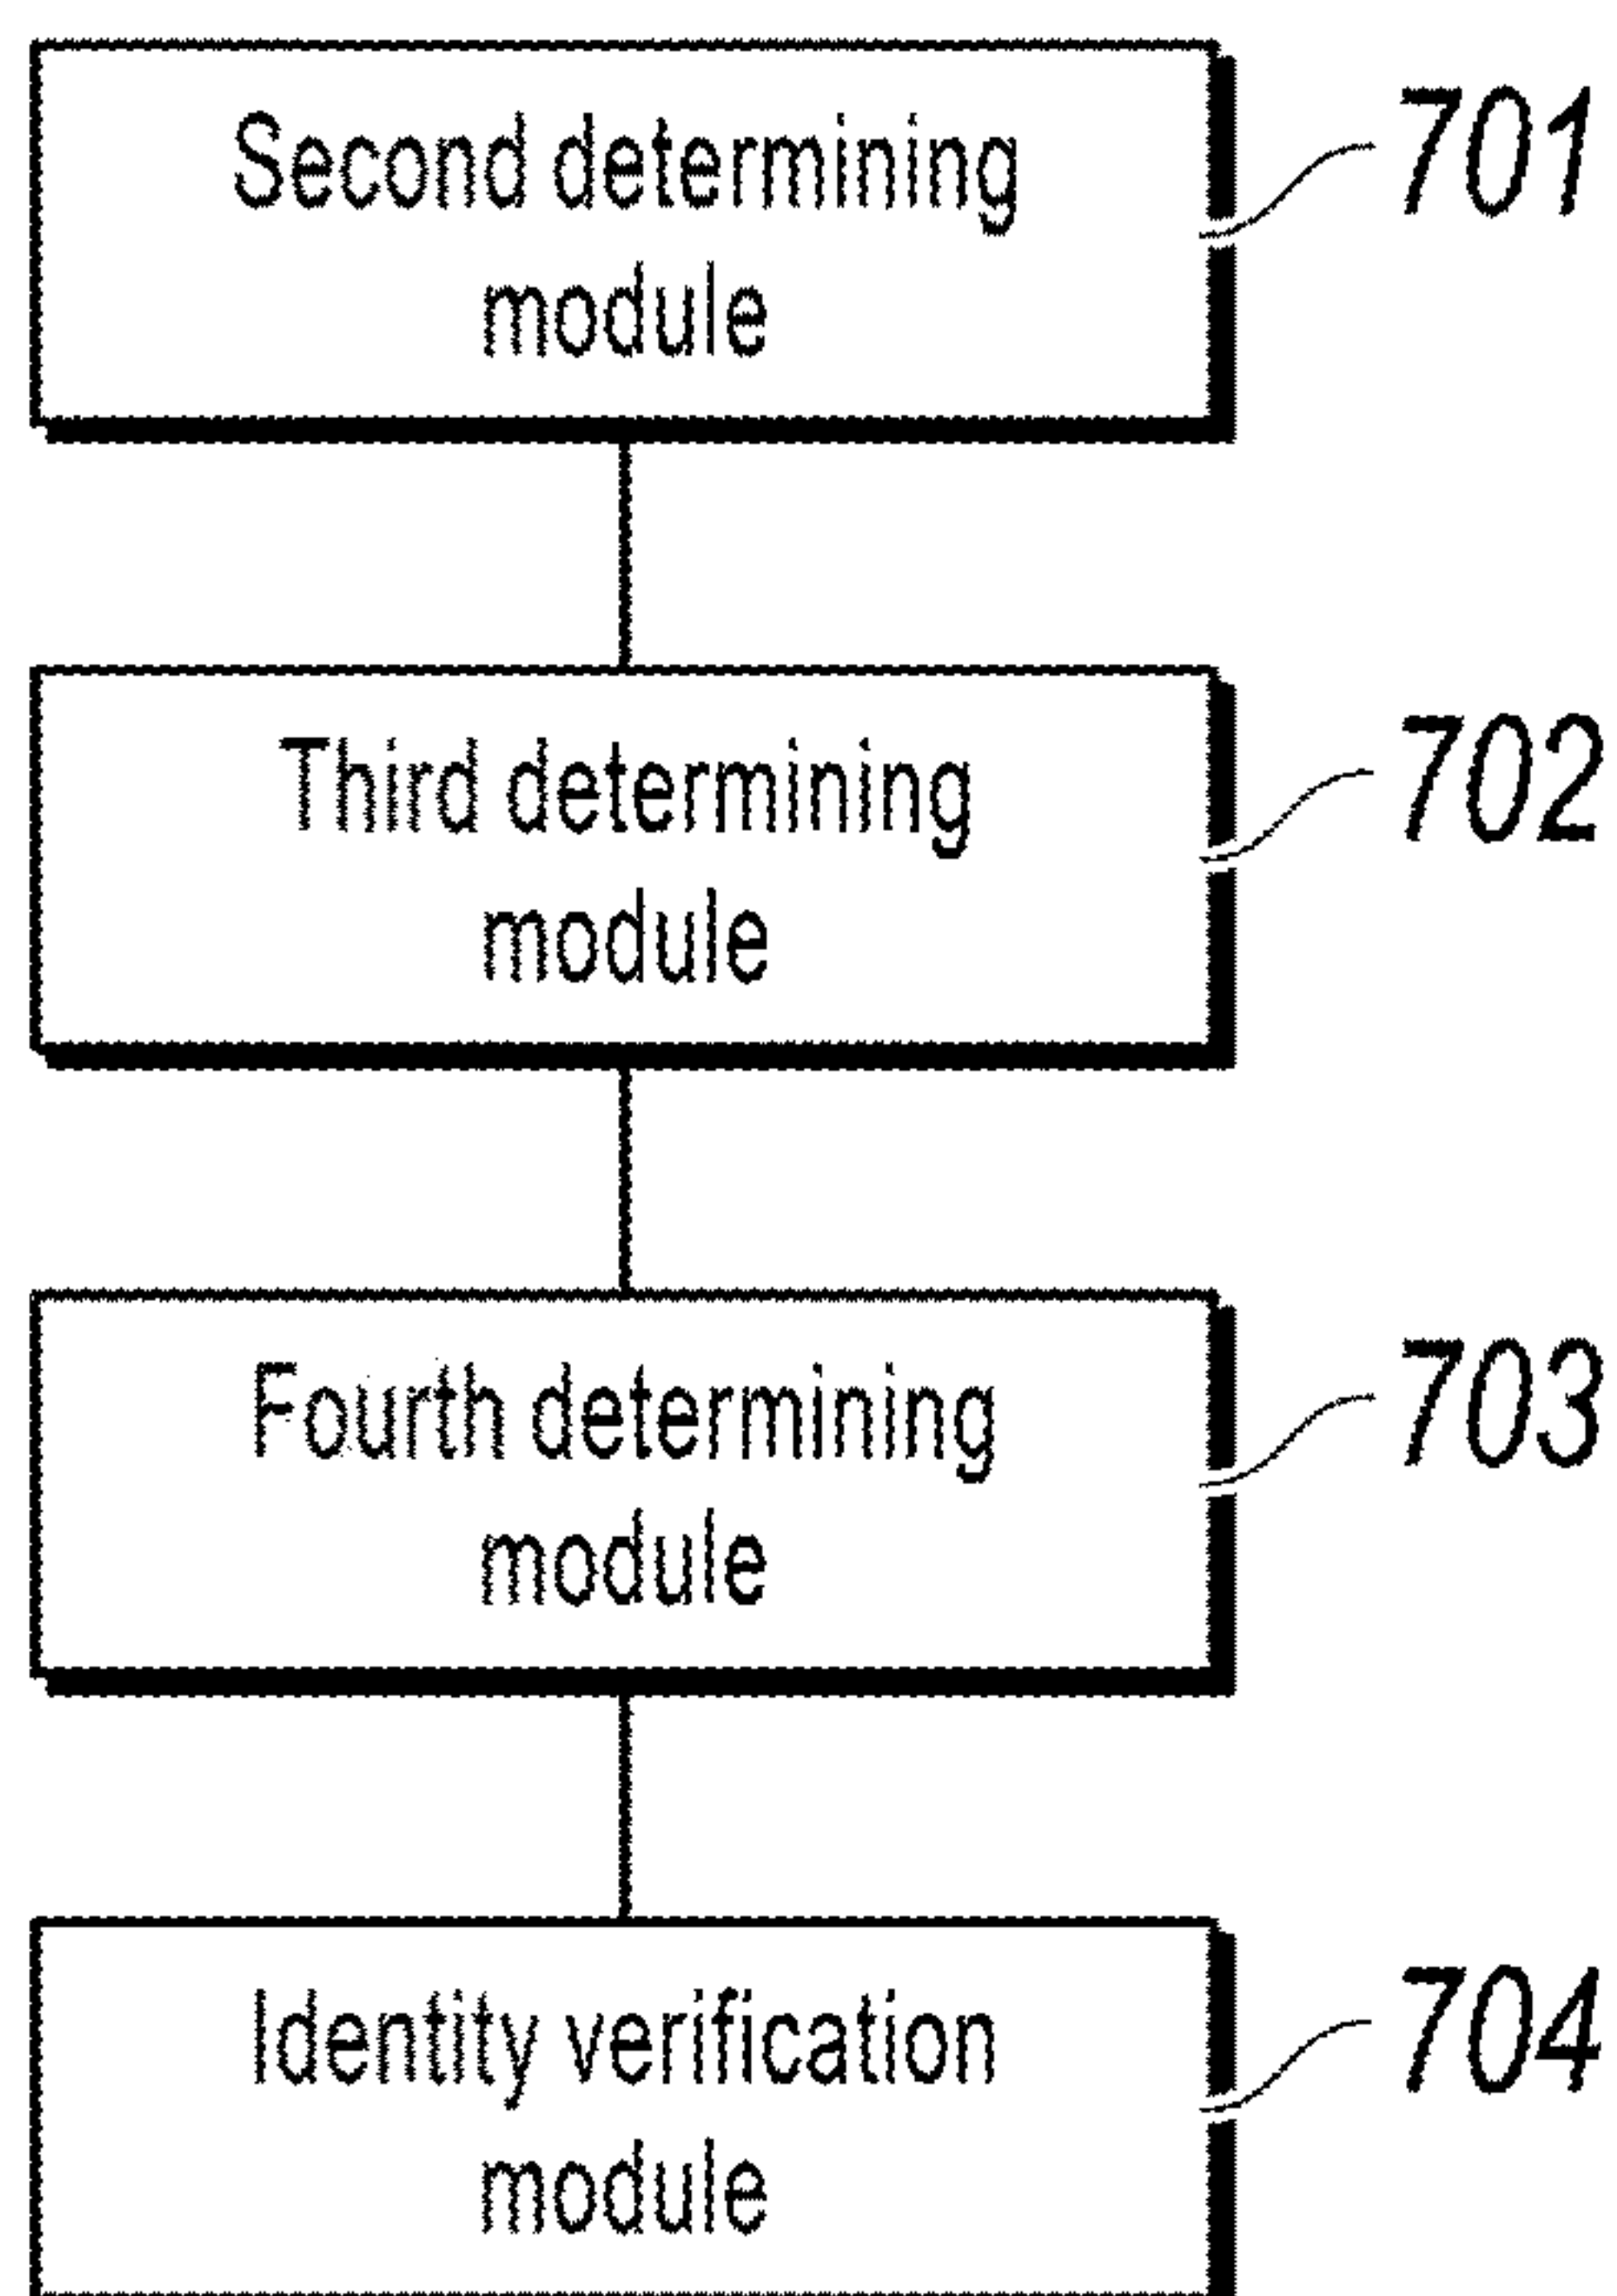 Second determining
module
701
Third determining
module
702
Fourth determining
module
703
Identity verification
module
704